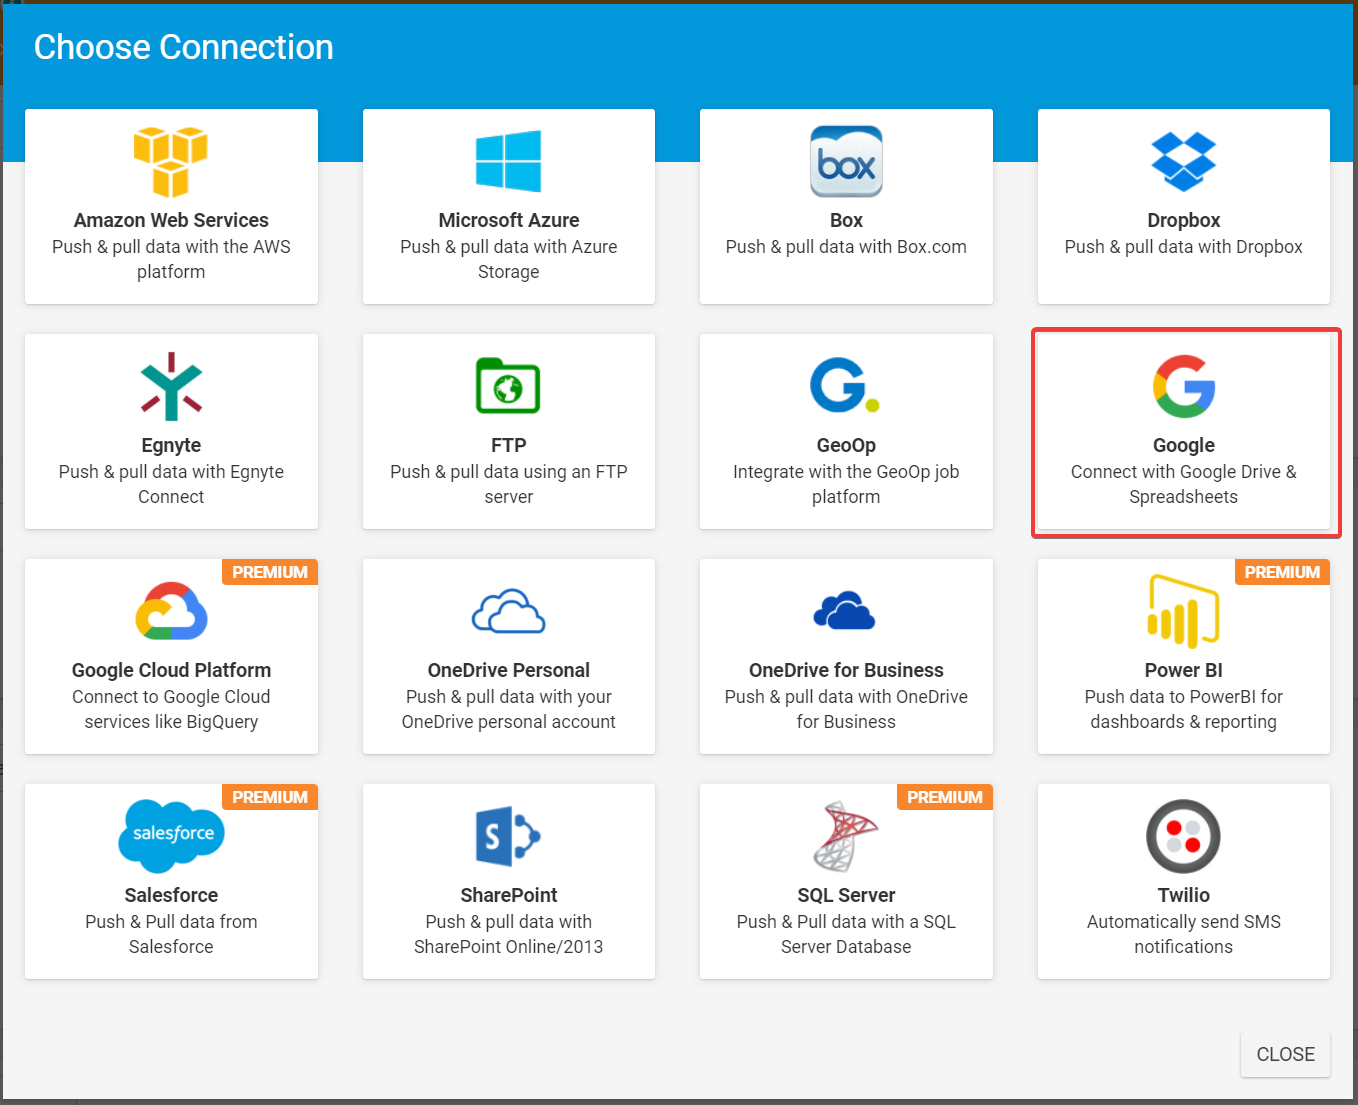 Choose Connection
Amazon Web Services
Push & pull data with the AWS
platform
Microsoft Azure
Push & pull data with Azure
Storage
box
Box
Push & pull data with Box.com
Dropbox
Push & pull data with Dropbox
Egnyte
Push & pull data with Egnyte
Connect
FTP
Push & pull data using an FTP
server
GeoOp
Integrate with the GeoOp job
platform
Google
Connect with Google Drive &
Spreadsheets
PREMIUM
Google Cloud Platform
Connect to Google Cloud
services like BigQuery
OneDrive Personal
Push & pull data with your
OneDrive personal account
OneDrive for Business
Push & pull data with OneDrive
for Business
PREMIUM
Power BI
Push data to PowerBI for
dashboards & reporting
PREMIUM
salesforce
Salesforce
Push & Pull data from
Salesforce
S
SharePoint
Push & pull data with
SharePoint Online/2013
PREMIUM
SQL Server
Push & Pull data with a SQL
Server Database
Twilio
Automatically send SMS
notifications
CLOSE